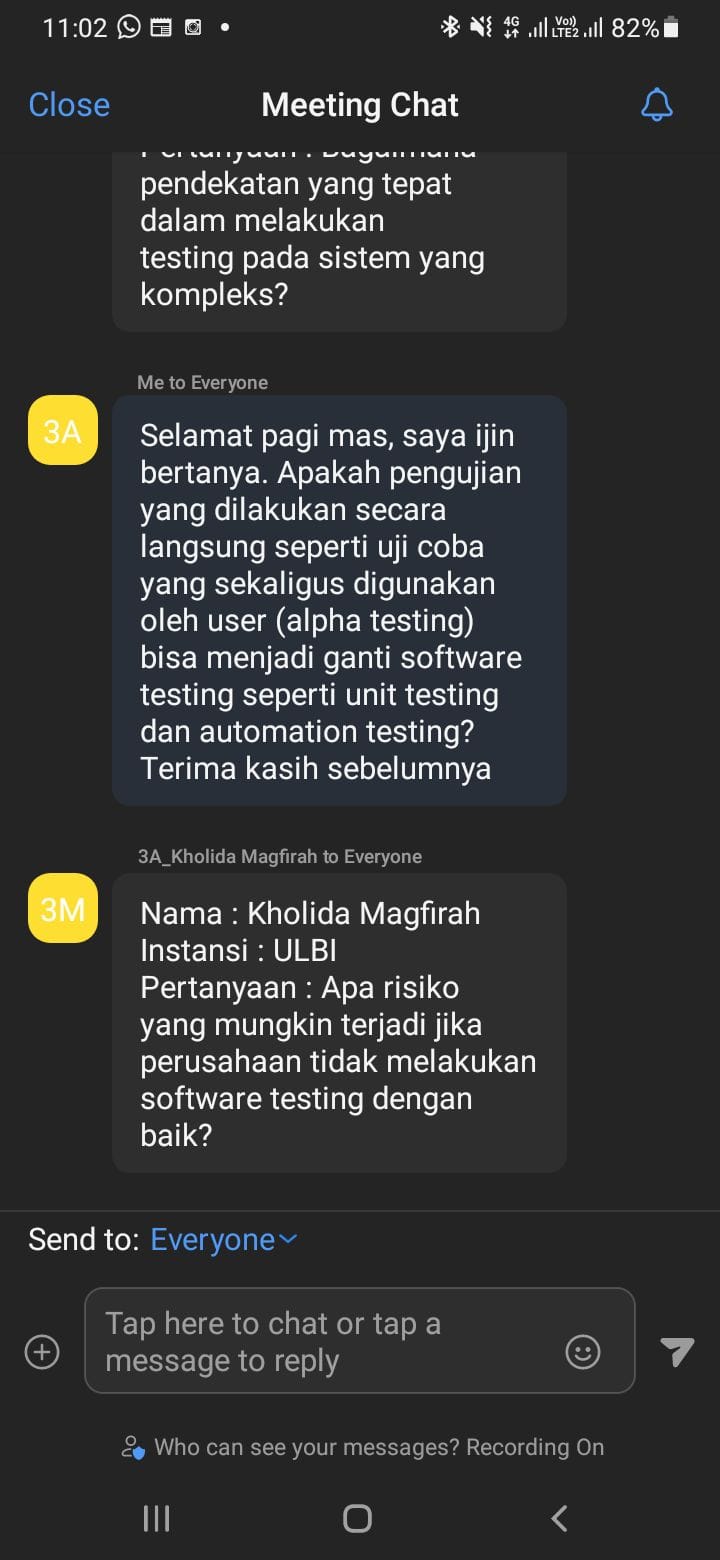 11:02
4G Vo)) LTE2 82%
Close Meeting Chat
Pertanyaan : Bagaimana
pendekatan yang tepat
dalam melakukan
testing pada sistem yang
kompleks?
Me to Everyone
3A
Selamat pagi mas, saya ijin
bertanya. Apakah pengujian
yang dilakukan secara
langsung seperti uji coba
yang sekaligus digunakan
oleh user (alpha testing)
bisa menjadi ganti software
testing seperti unit testing
dan automation testing?
Terima kasih sebelumnya
3A_Kholida Magfirah to Everyone
3M
Nama : Kholida Magfirah
Instansi : ULBI
Pertanyaan : Apa risiko
yang mungkin terjadi jika
perusahaan tidak melakukan
software testing dengan
baik?
Send to: Everyone
Tap here to chat or tap a
message to reply
Who can see your messages? Recording On